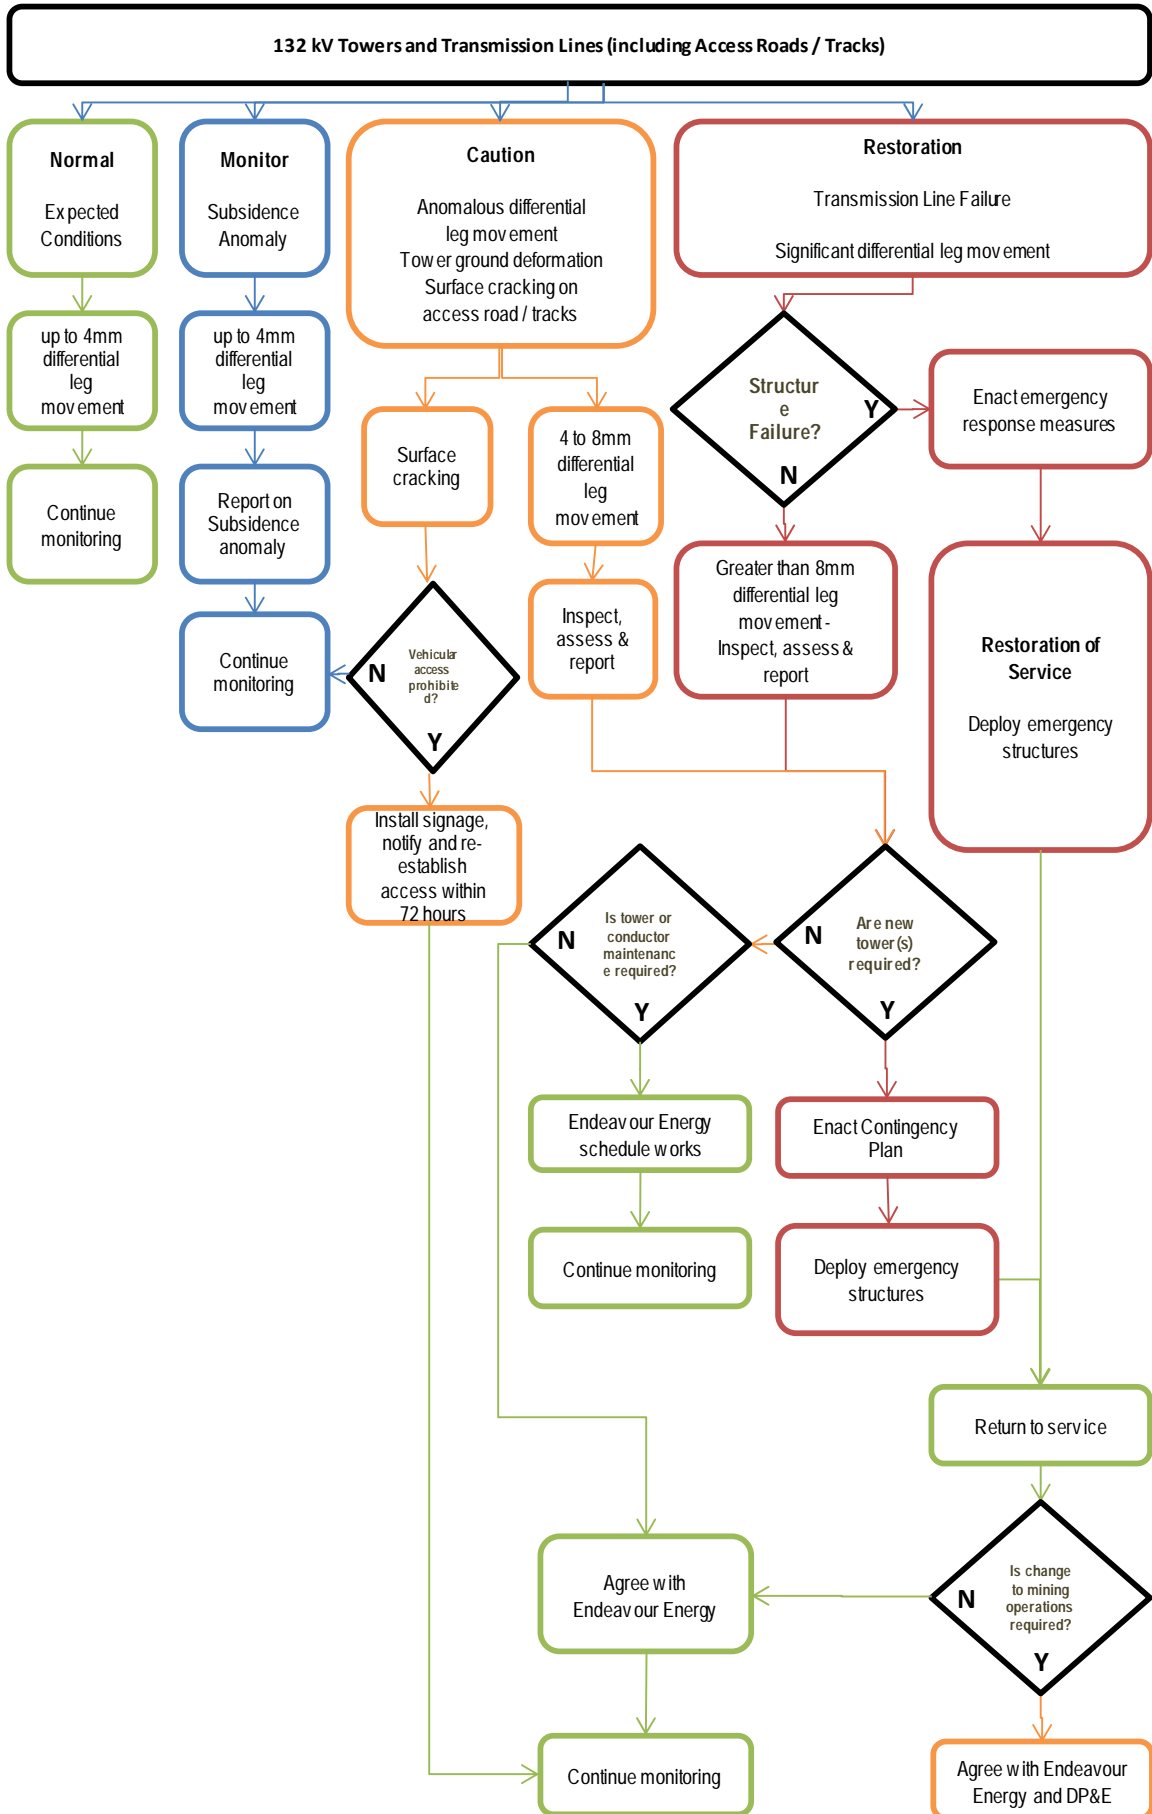 132 kV Towers and Transmission Lines (including Access Roads / Tracks)
Normal
Expected
Conditions
Monitor
Subsidence
Anomaly
Caution
Anomalous differential
leg movement
Tower ground deformation
Surface cracking on
access road / tracks
Restoration
Transmission Line Failure
Significant differential leg movement
up to 4mm
differential
leg
movement
up to 4mm
differential
leg
movement
Structur
e
Failure?
Y
N
Enact emergency
response measures
Surface
cracking
4 to 8mm
differential
leg
movement
Continue
monitoring
Report on
Subsidence
anomaly
Greater than 8mm
differential leg
movement-
Inspect, assess &
report
Restoration of
Service
Deploy emergency
structures
Inspect,
assess &
report
Continue
monitoring
N
Vehicular
access
prohibite
d?
Y
Install signage,
notify and re-
establish
access within
72 hours
N
Is tower or
conductor
maintenanc
e required?
Y
N
Are new
tower(s)
required?
Y
Endeavour Energy
schedule works
Enact Contingency
Plan
Continue monitoring
Deploy emergency
structures
Return to service
Agree with
Endeavour Energy
N
Is change
to mining
operations
required?
Y
Continue monitoring
Agree with Endeavour
Energy and DP&E